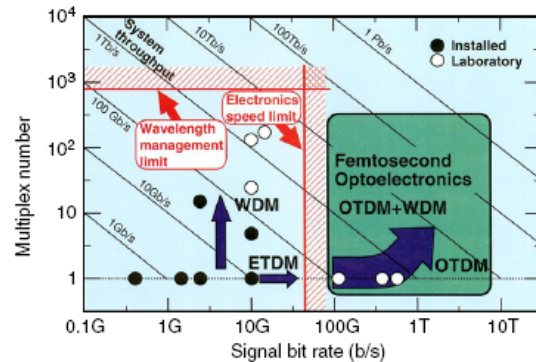 System
throughput
1Tb/s
10Tb/s
100Tb/s
1 Pb/s
Installed
Laboratory
10⁴
10³
10²
10
1
Multiplex number
100 Gb/s
10Gb/s
1Gb/s
Wavelength
management
limit
Electronics
speed limit
WDM
ETDM
Femtosecond
Optoelectronics
OTDM+WDM
OTDM
0.1G
1G
10G
100G
1T
10T
Signal bit rate (b/s)